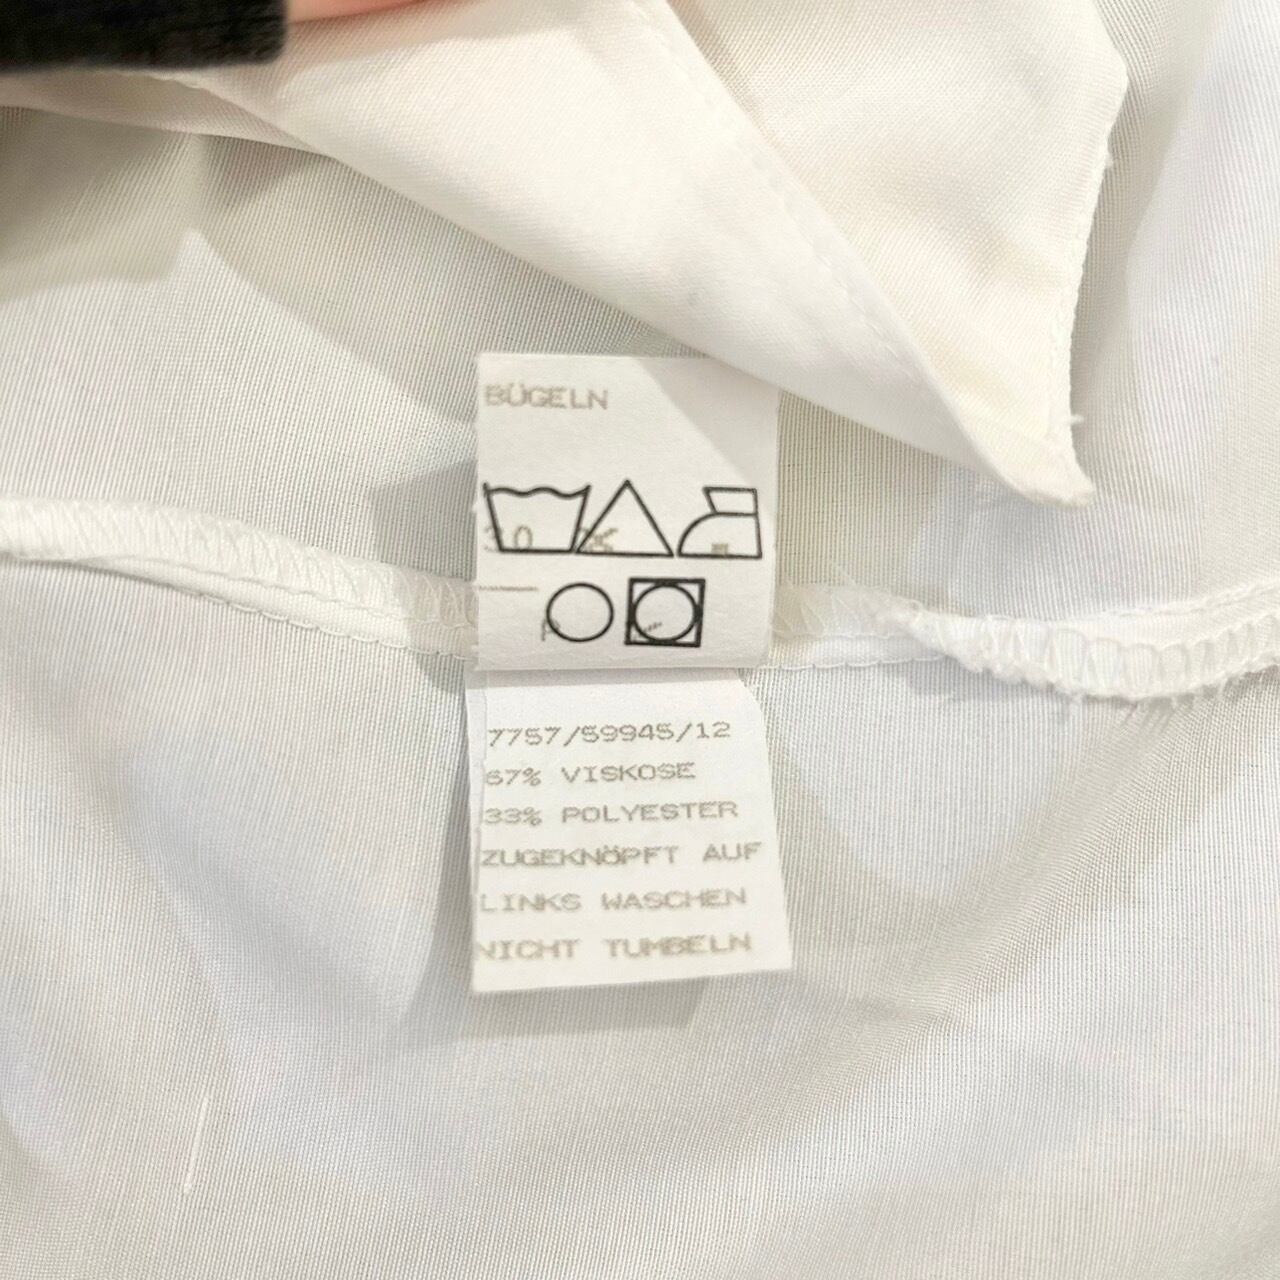 BÜGELN
30
P
7757/59945/12
67% VISKOSE
33% POLYESTER
ZUGEKNÖPFT AUF
LINKS WASCHEN
NICHT TUMBELN